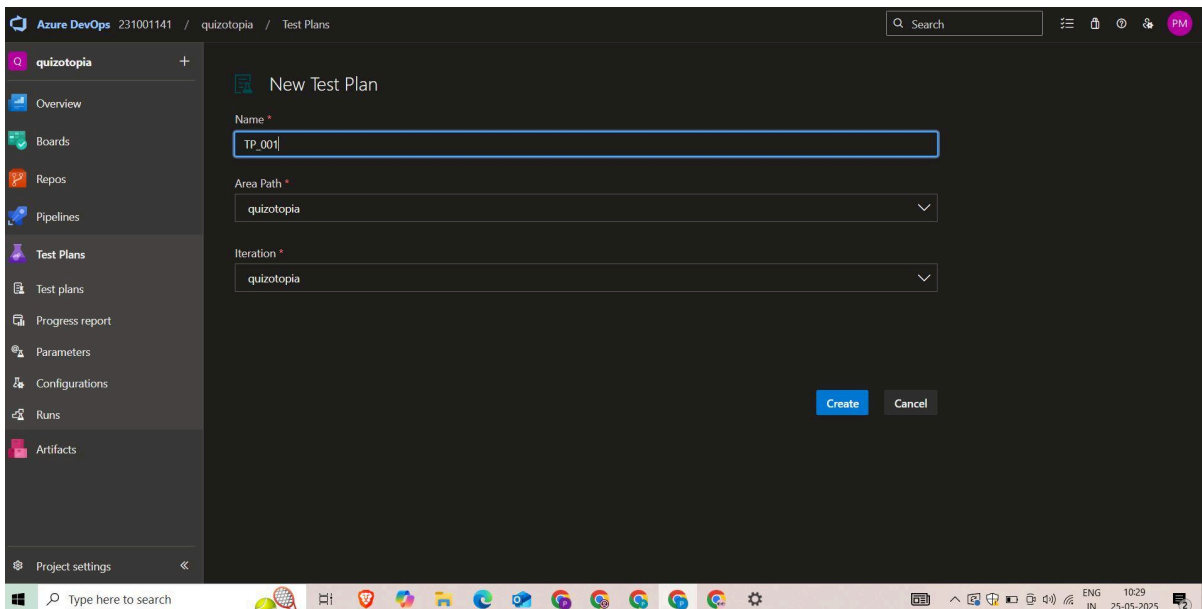 Azure DevOps 231001141 / quizotopia / Test Plans
Search
PM
Q quizotopia +
Overview
Boards
Repos
Pipelines
Test Plans
Test plans
Progress report
Parameters
Configurations
Runs
Artifacts
Project settings
New Test Plan
Name *
TP_001
Area Path *
quizotopia
Iteration *
quizotopia
Create Cancel
Type here to search
ENG
IN
10:29
25-05-2025